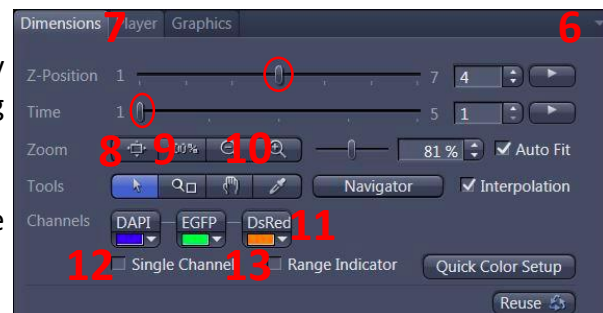 Dimensions 7 Player Graphics 6
Z-Position 1 7 4
Time 1 5 1
Zoom 8 9 00% 10 81 % Auto Fit
Tools Navigator Interpolation
Channels DAPI EGFP DsRed 11
12 Single Channel 13 Range Indicator Quick Color Setup
Reuse